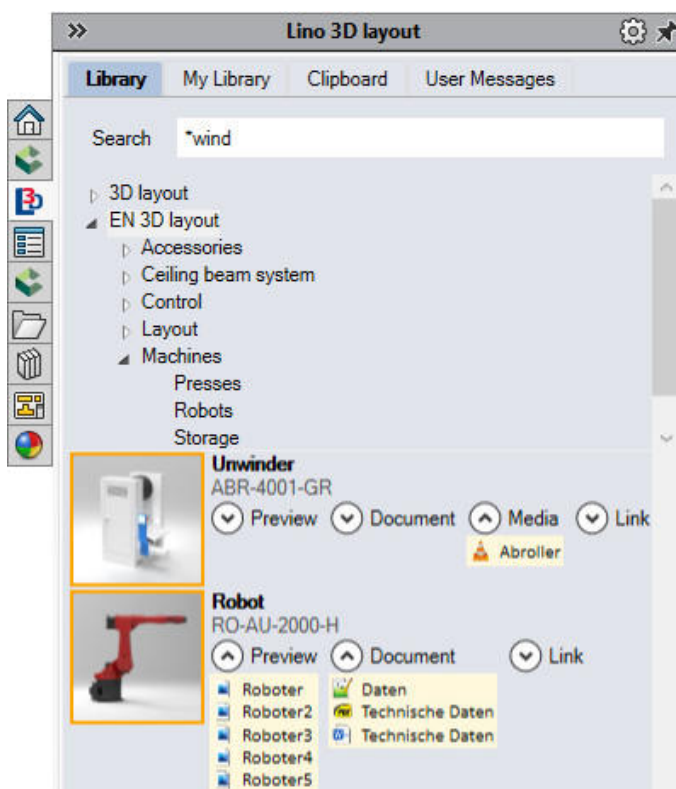 Lino 3D layout
Library My Library Clipboard User Messages
Search *wind
3D layout
EN 3D layout
Accessories
Ceiling beam system
Control
Layout
Machines
Presses
Robots
Storage
Unwinder
ABR-4001-GR
Preview Document Media Link
Abroller
Robot
RO-AU-2000-H
Preview Document Link
Roboter Daten
Roboter2 Technische Daten
Roboter3 Technische Daten
Roboter4
Roboter5